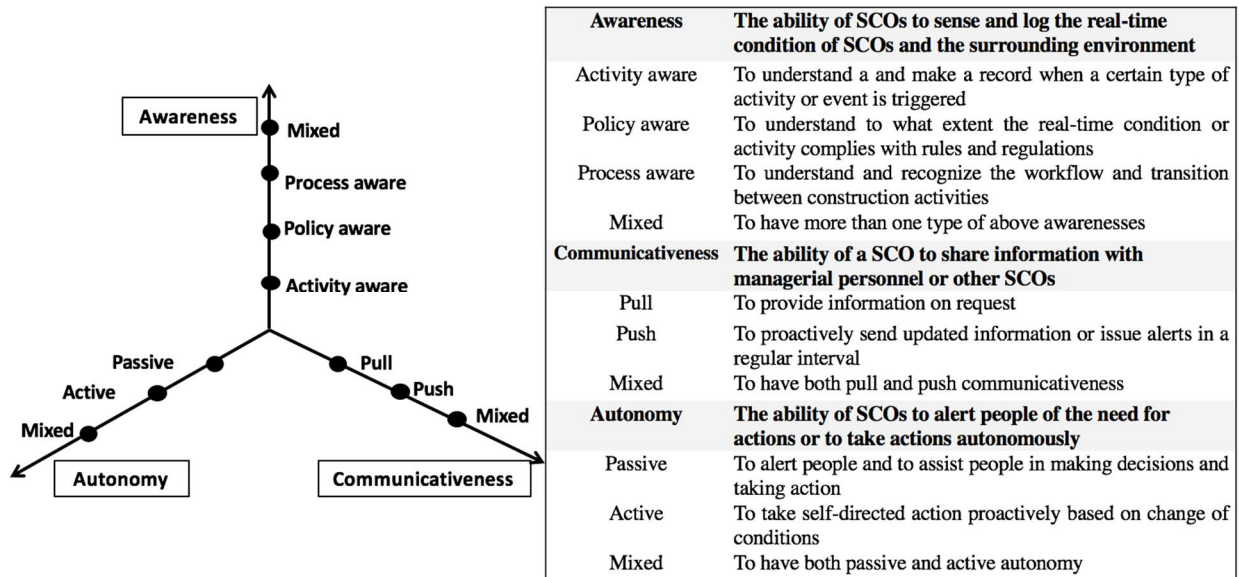 Awareness
Mixed
Process aware
Policy aware
Activity aware
Passive
Active
Mixed
Autonomy
Pull
Push
Mixed
Communicativeness
Awareness The ability of SCOs to sense and log the real-time
condition of SCOs and the surrounding environment
Activity aware To understand a and make a record when a certain type of
activity or event is triggered
Policy aware To understand to what extent the real-time condition or
activity complies with rules and regulations
Process aware To understand and recognize the workflow and transition
between construction activities
Mixed To have more than one type of above awarenesses
Communicativeness The ability of a SCO to share information with
managerial personnel or other SCOs
Pull To provide information on request
Push To proactively send updated information or issue alerts in a
regular interval
Mixed To have both pull and push communicativeness
Autonomy The ability of SCOs to alert people of the need for
actions or to take actions autonomously
Passive To alert people and to assist people in making decisions and
taking action
Active To take self-directed action proactively based on change of
conditions
Mixed To have both passive and active autonomy